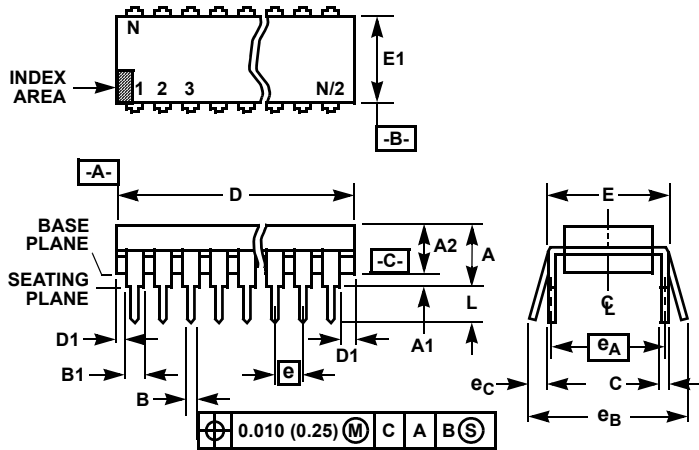 N
E1
INDEX
AREA
1 2 3 N/2
-B-
-A-
D
E
BASE
PLANE
A2
A
-C-
SEATING
PLANE
L
℄
D1
A1
D1
eA
B1
e
eC
C
B
eB
⌖ 0.010 (0.25) Ⓜ C A B Ⓢ